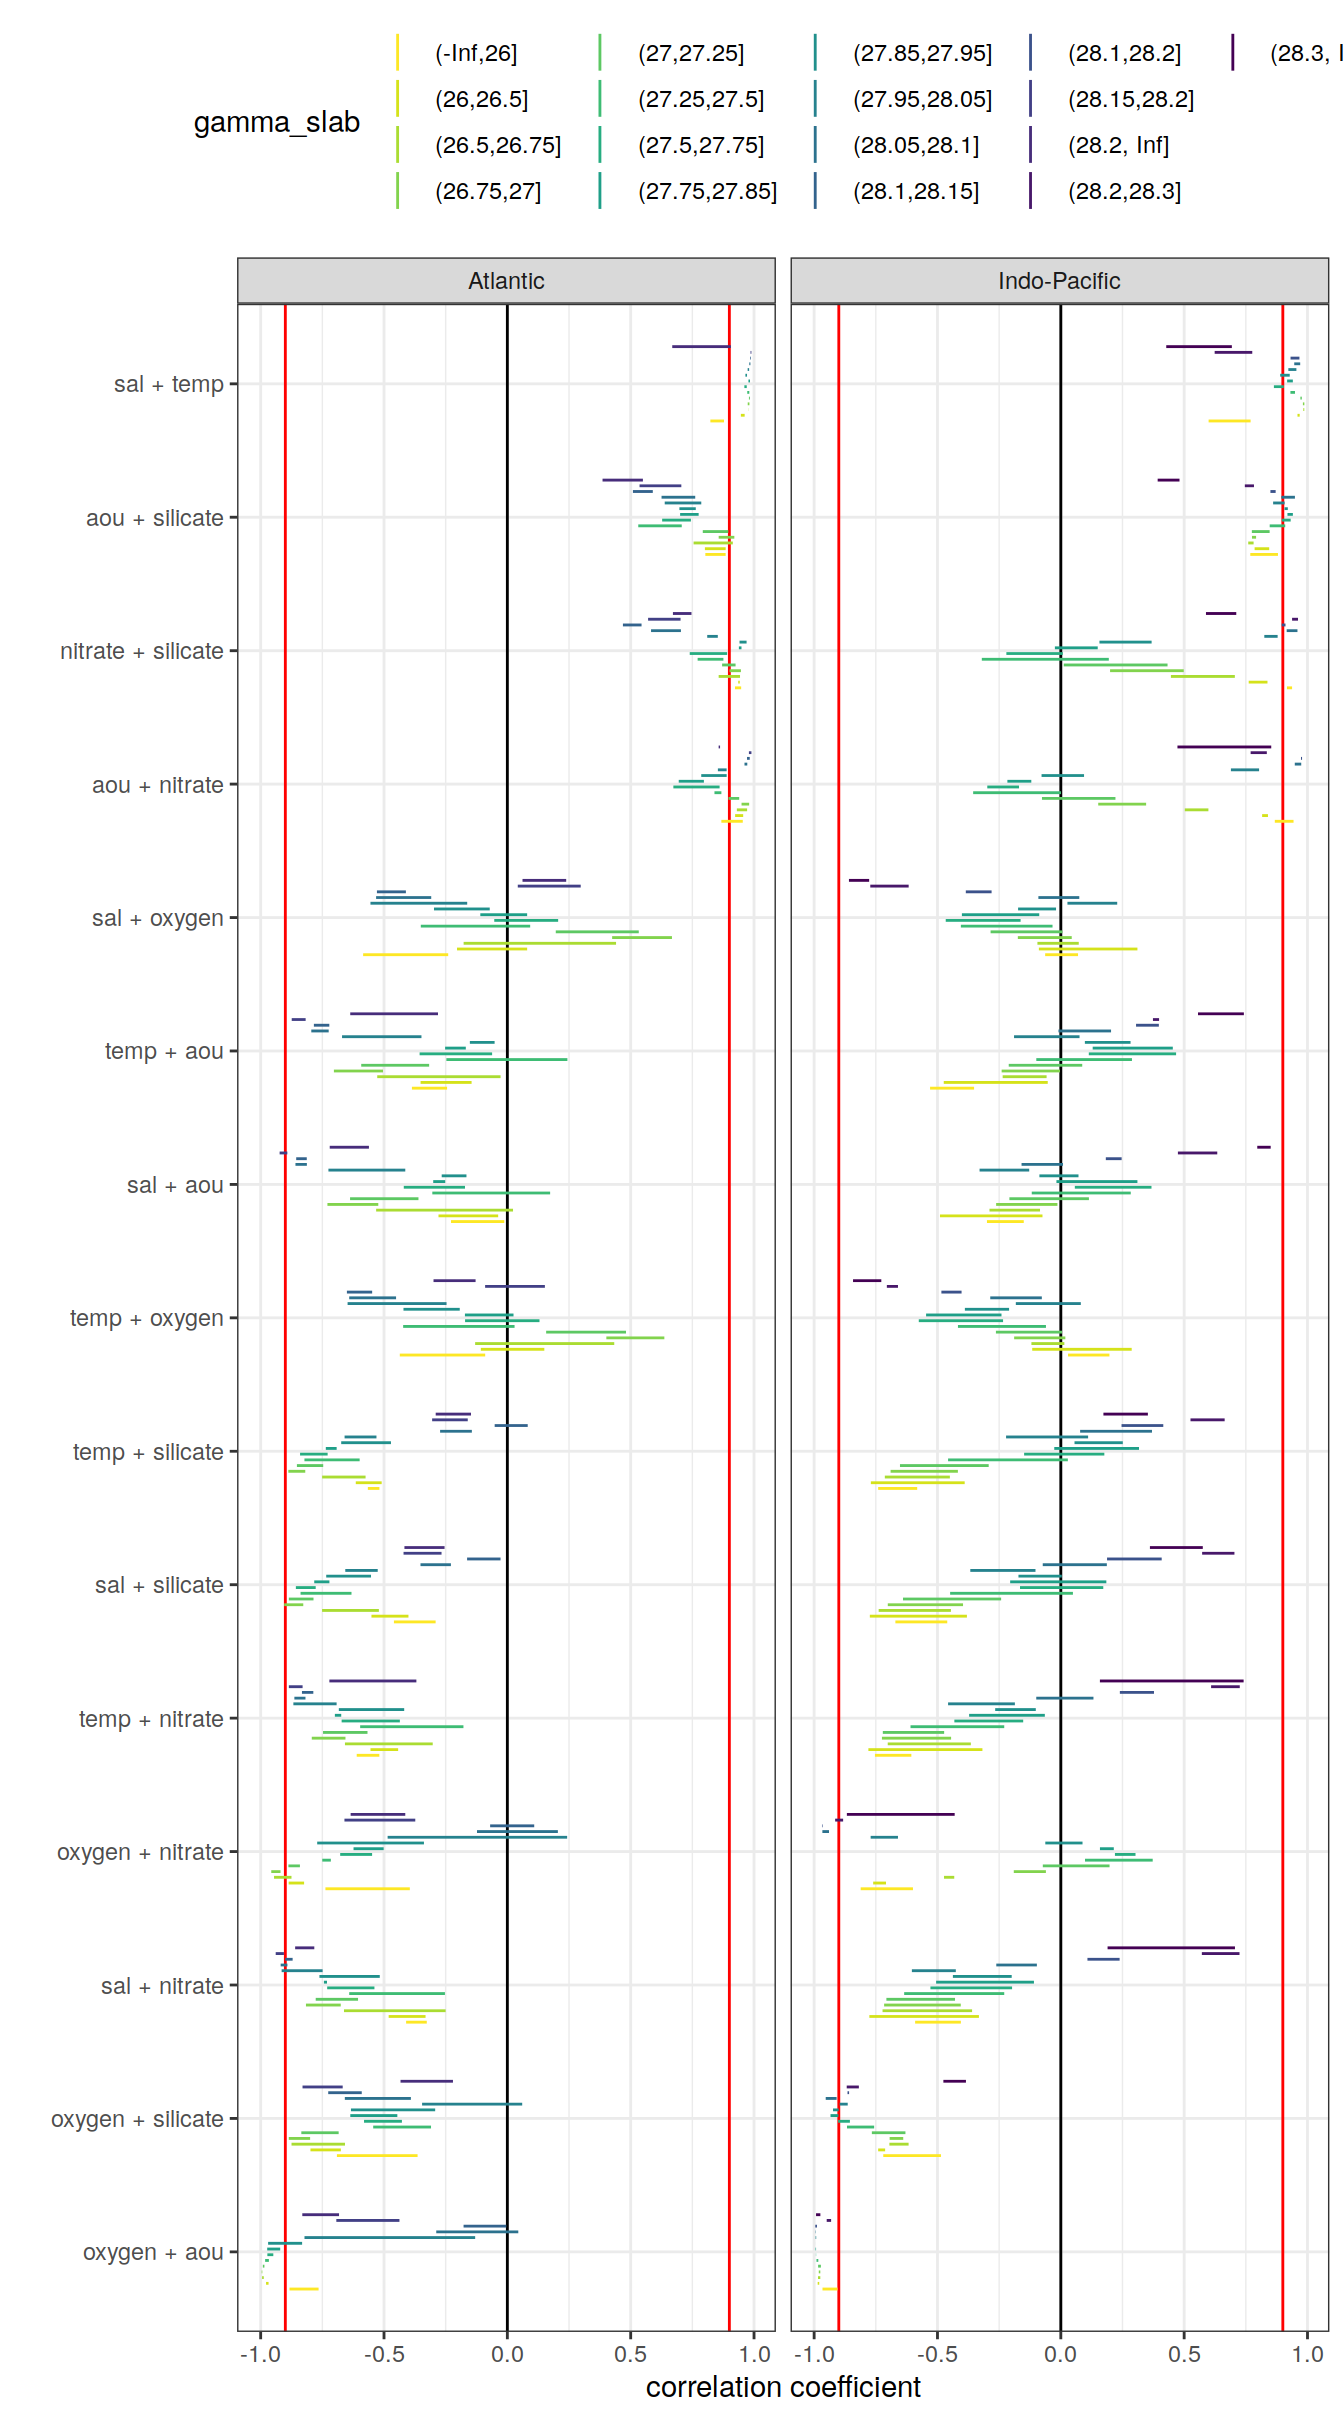 gamma_slab
(-Inf,26] (27,27.25] (27.85,27.95] (28.1,28.2] (28.3,
(26,26.5] (27.25,27.5] (27.95,28.05] (28.15,28.2]
(26.5,26.75] (27.5,27.75] (28.05,28.1] (28.2, Inf]
(26.75,27] (27.75,27.85] (28.1,28.15] (28.2,28.3]
Atlantic Indo-Pacific
sal + temp
aou + silicate
nitrate + silicate
aou + nitrate
sal + oxygen
temp + aou
sal + aou
temp + oxygen
temp + silicate
sal + silicate
temp + nitrate
oxygen + nitrate
sal + nitrate
oxygen + silicate
oxygen + aou
-1.0 -0.5 0.0 0.5 1.0 -1.0 -0.5 0.0 0.5 1.0
correlation coefficient